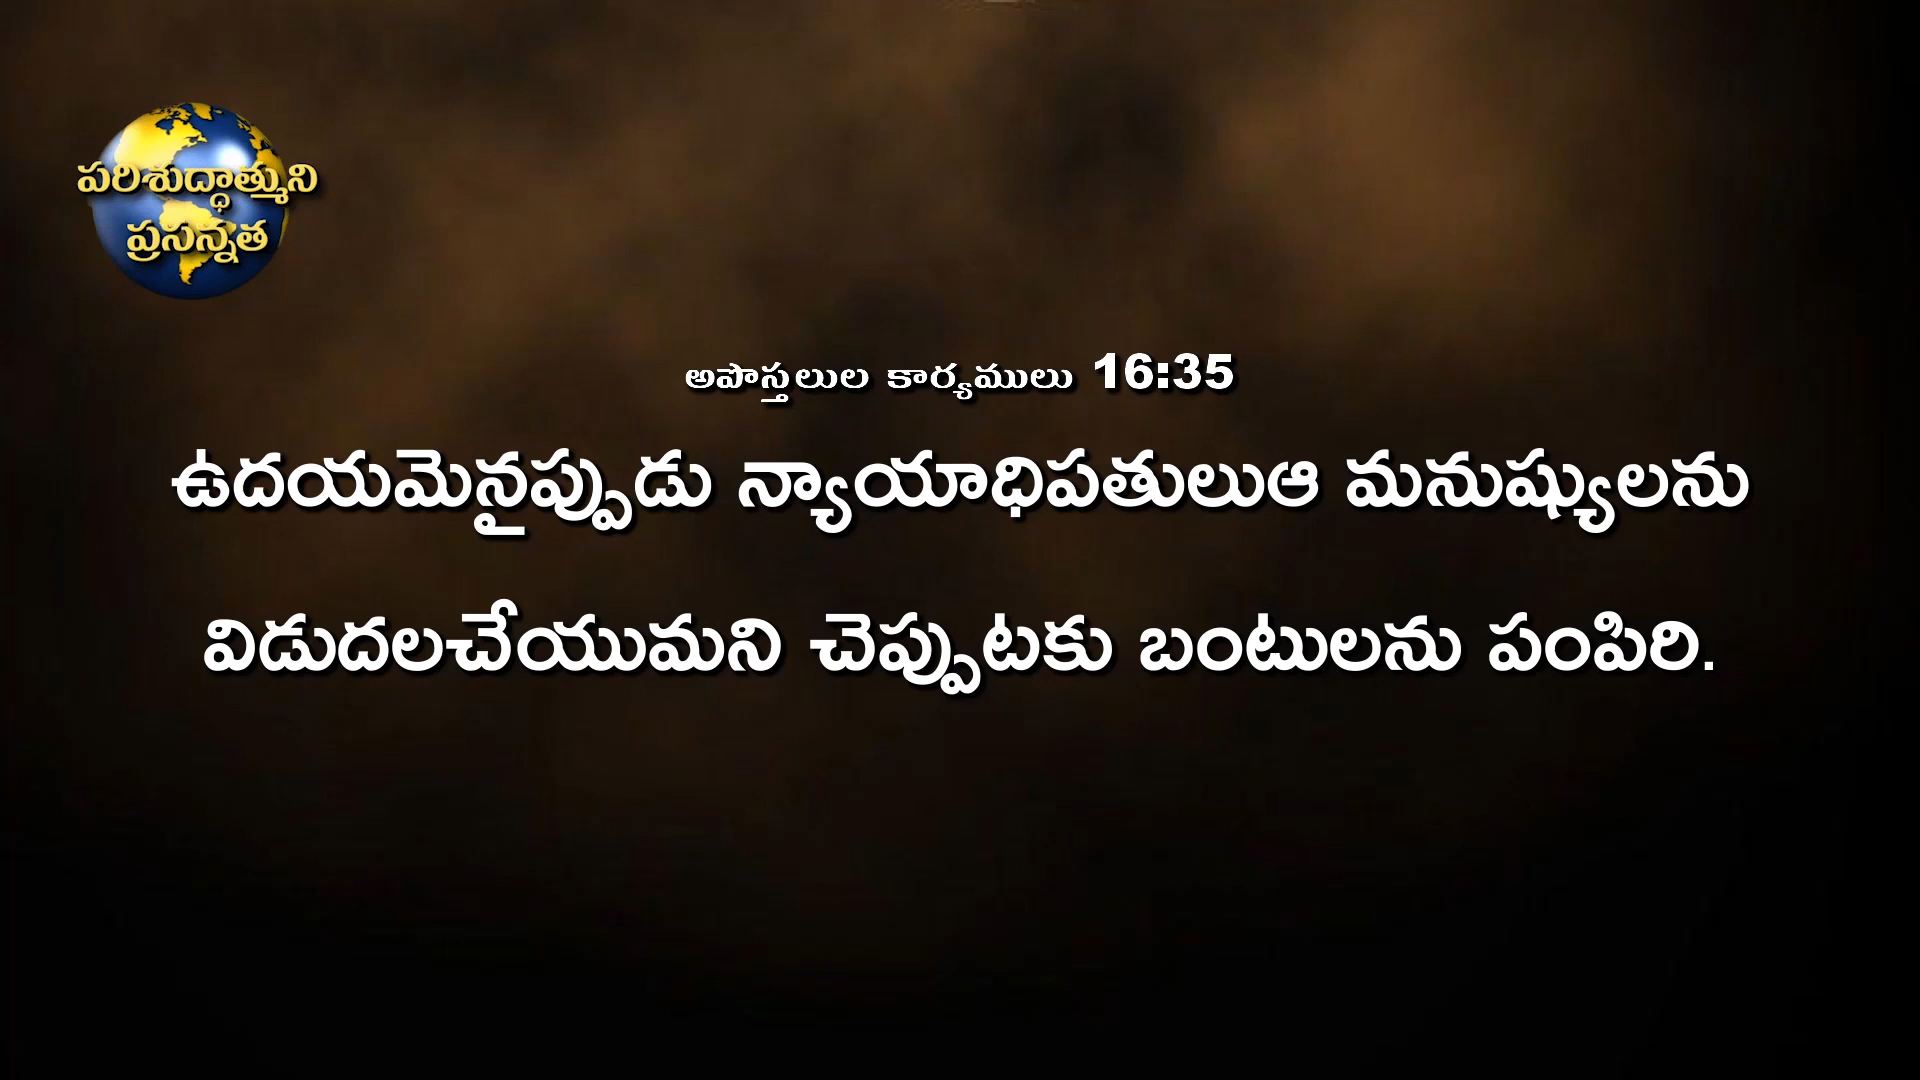 పరిశుద్ధాత్ముని
ప్రసన్నత
అపొస్తలుల కార్యములు 16:35
ఉదయమైనప్పుడు న్యాయాధిపతులుఆ మనుష్యులను
విడుదలచేయుమని చెప్పుటకు బంటులను పంపిరి.